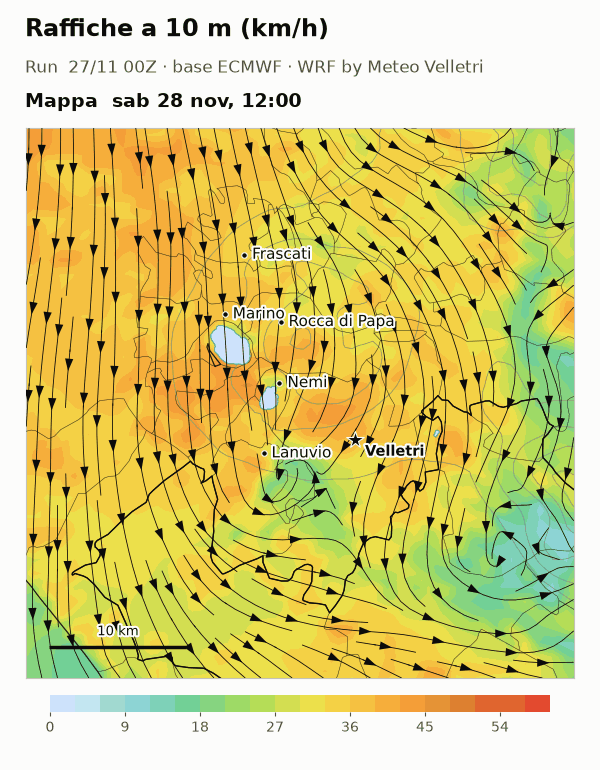 Raffiche a 10 m (km/h)
Run  27/11 00Z · base ECMWF · WRF by Meteo Velletri
Mappa  sab 28 nov, 12:00
Frascati
Marino
Rocca di Papa
Nemi
Velletri
Lanuvio
10 km
0 9 18 27 36 45 54